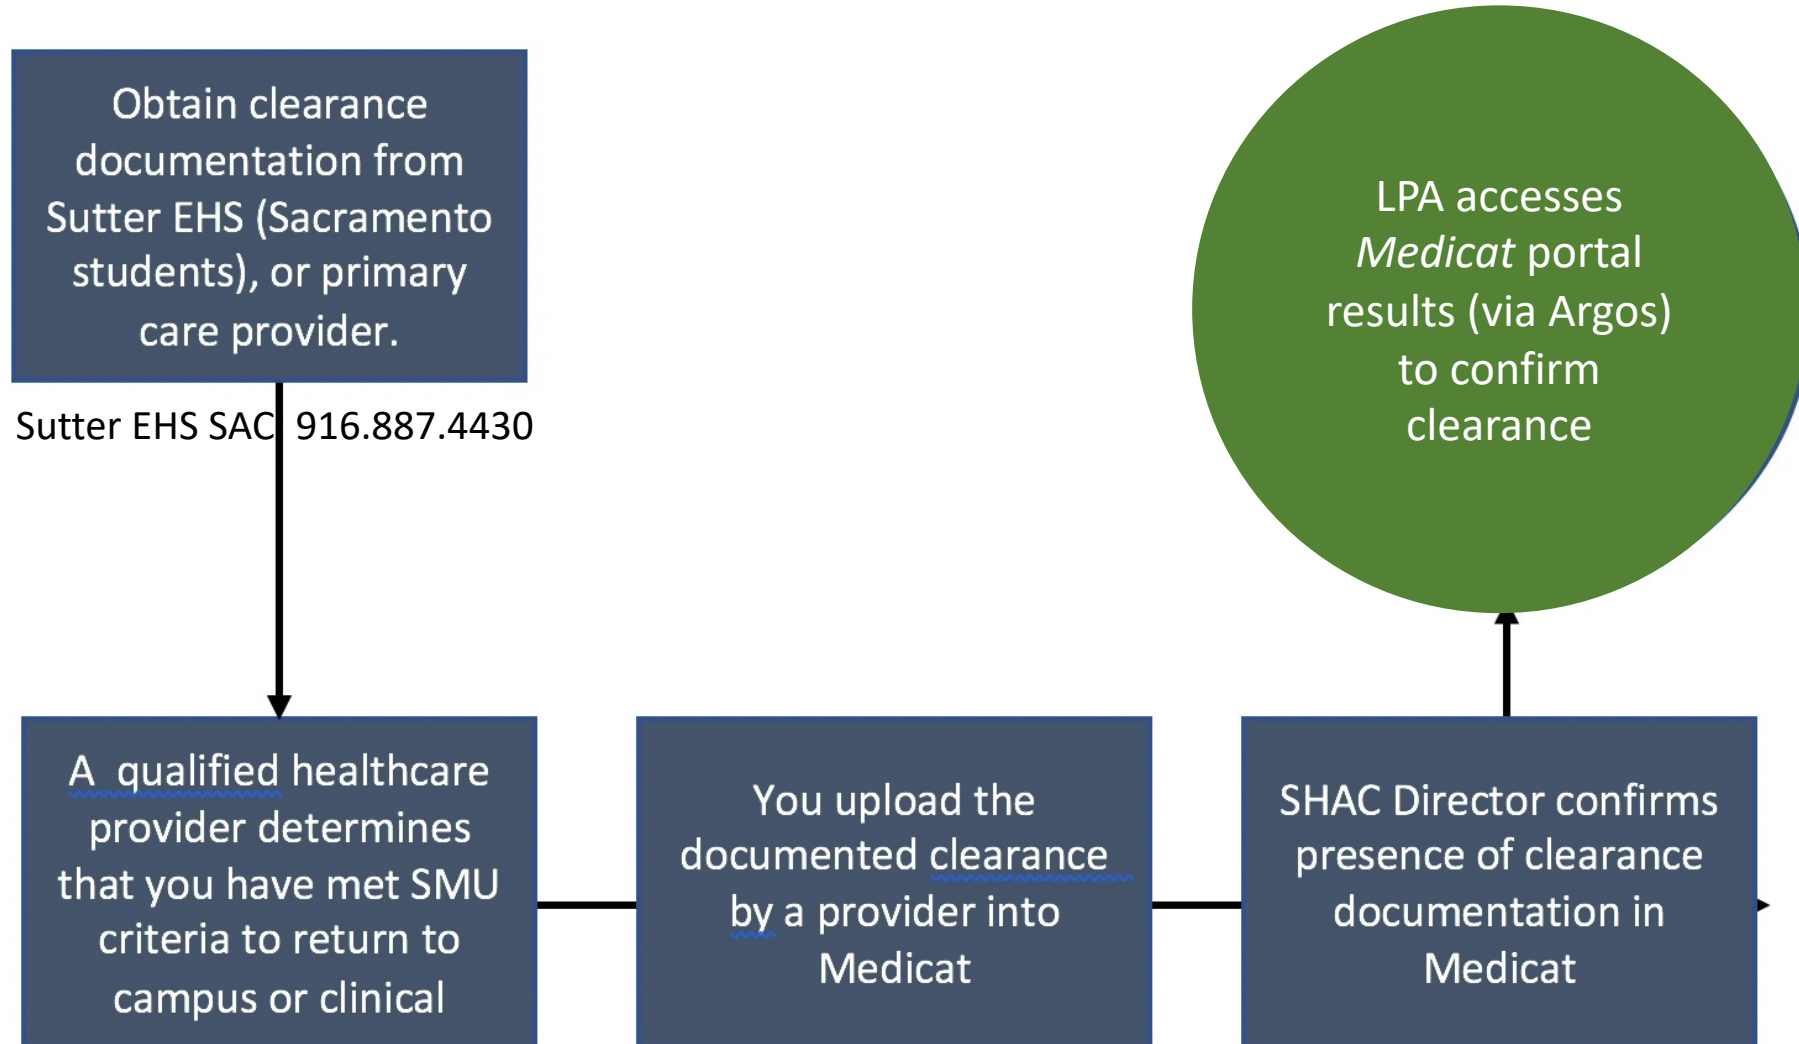 Obtain clearance
documentation from
Sutter EHS (Sacramento
students), or primary
care provider.
Sutter EHS SAC 916.887.4430
A qualified healthcare
provider determines
that you have met SMU
criteria to return to
campus or clinical
You upload the
documented clearance
by a provider into
Medicat
SHAC Director confirms
presence of clearance
documentation in
Medicat
LPA accesses
Medicat portal
results (via Argos)
to confirm
clearance